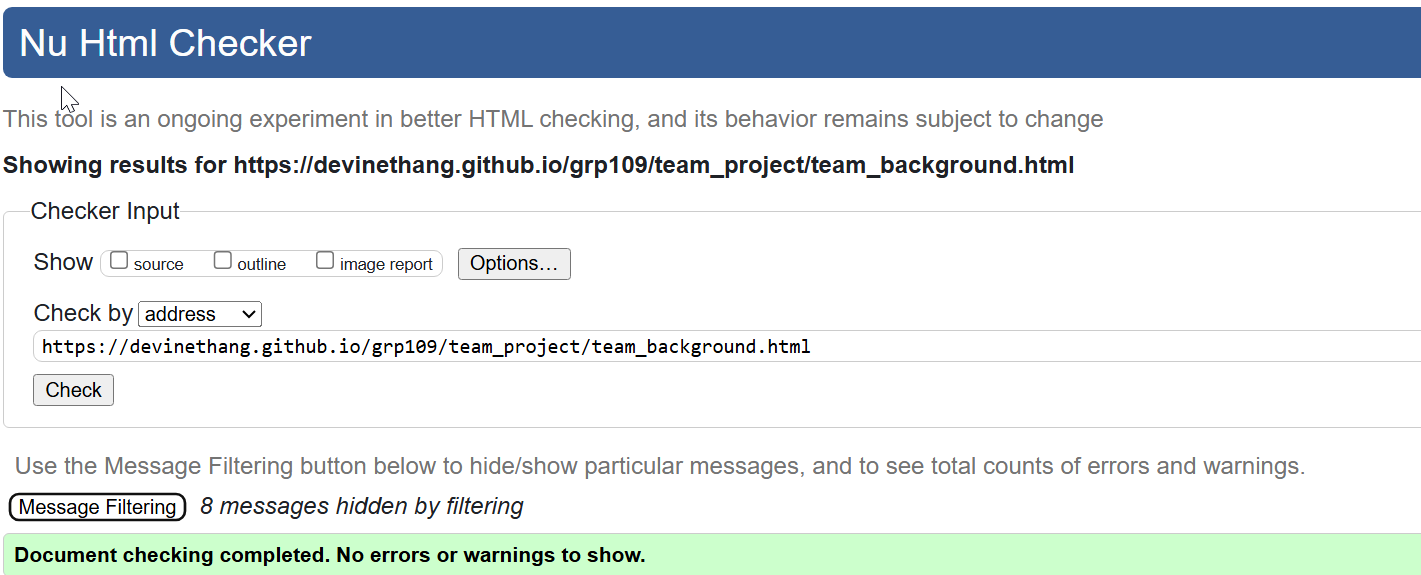 Nu Html Checker
This tool is an ongoing experiment in better HTML checking, and its behavior remains subject to change
Showing results for https://devinethang.github.io/grp109/team_project/team_background.html
Checker Input
Show source outline image report Options…
Check by address
https://devinethang.github.io/grp109/team_project/team_background.html
Check
Use the Message Filtering button below to hide/show particular messages, and to see total counts of errors and warnings.
Message Filtering 8 messages hidden by filtering
Document checking completed. No errors or warnings to show.